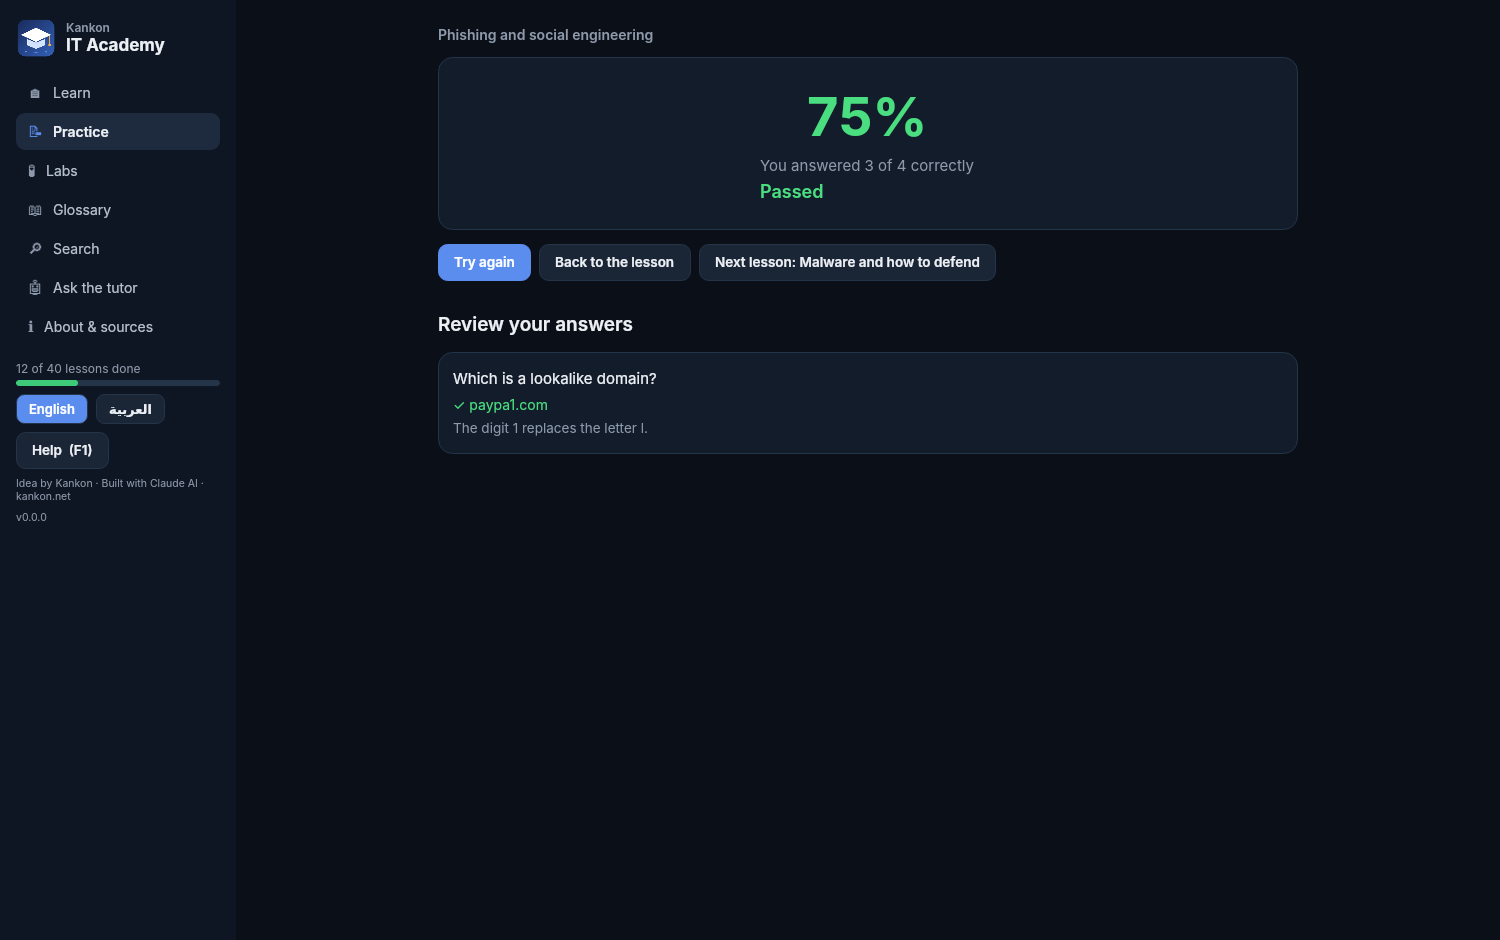 Kankon
IT Academy
Learn
Practice
Labs
Glossary
Search
Ask the tutor
About & sources
12 of 40 lessons done
English
العربية
Help (F1)
Idea by Kankon · Built with Claude AI ·
kankon.net
v0.0.0
Phishing and social engineering
75%
You answered 3 of 4 correctly
Passed
Try again
Back to the lesson
Next lesson: Malware and how to defend
Review your answers
Which is a lookalike domain?
✓ paypa1.com
The digit 1 replaces the letter l.